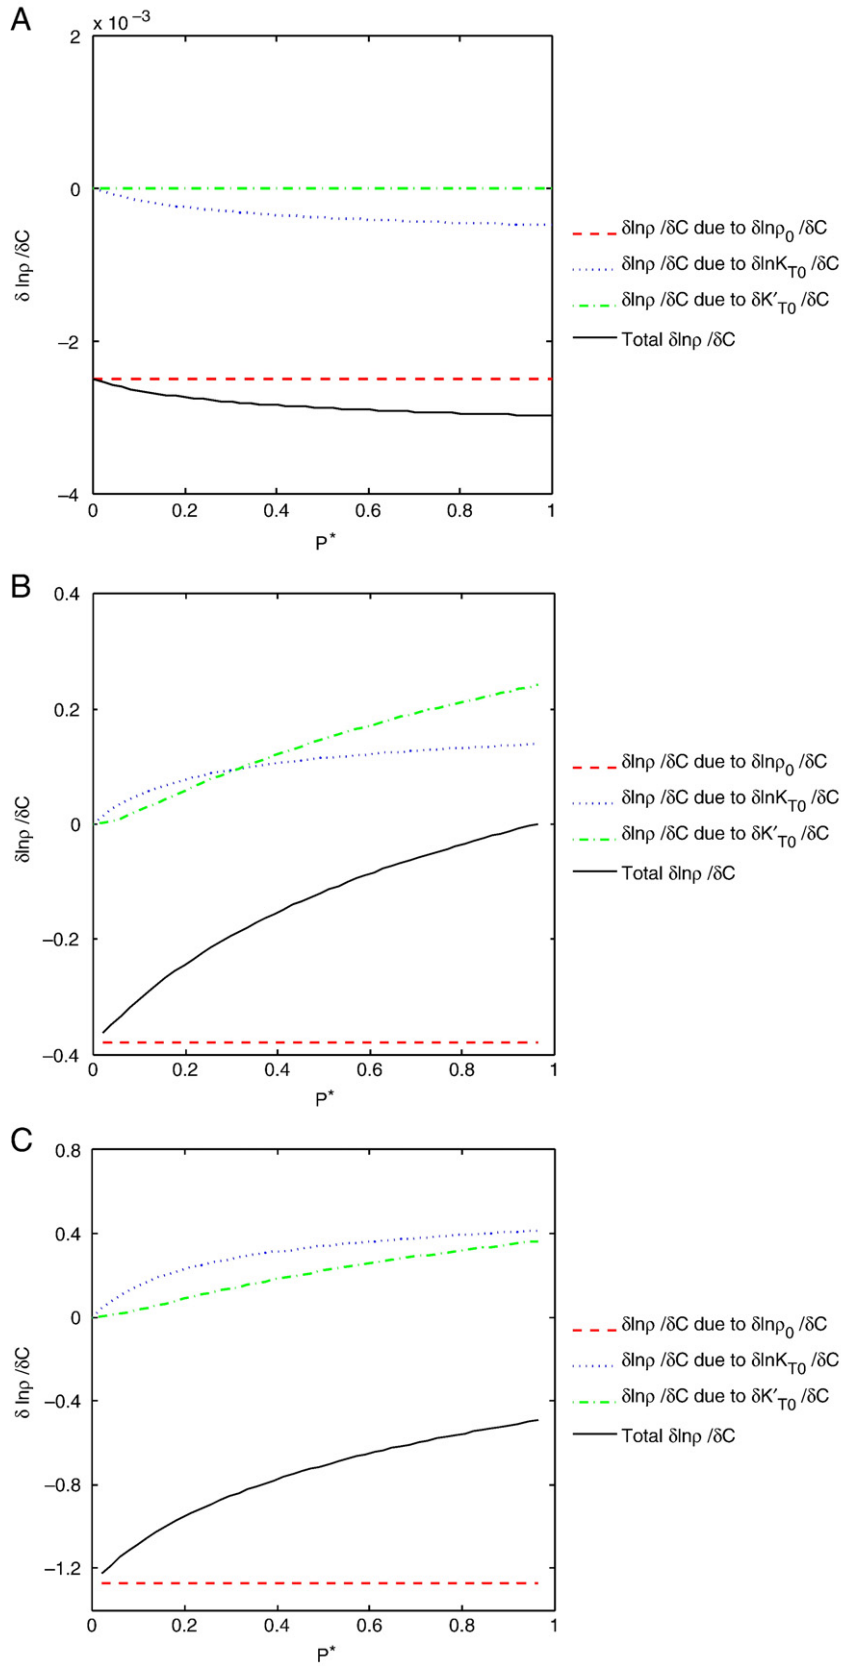 A
x 10⁻³
2
0
−2
−4
δ lnρ /δC
0 0.2 0.4 0.6 0.8 1
P*
δlnρ /δC due to δlnρ₀ /δC
δlnρ /δC due to δlnK_T0 /δC
δlnρ /δC due to δK′_T0 /δC
Total δlnρ /δC
B
0.4
0.2
0
−0.2
−0.4
δlnρ /δC
0 0.2 0.4 0.6 0.8 1
P*
δlnρ /δC due to δlnρ₀ /δC
δlnρ /δC due to δlnK_T0 /δC
δlnρ /δC due to δK′_T0 /δC
Total δlnρ /δC
C
0.8
0.4
0
−0.4
−0.8
−1.2
δ lnρ /δC
0 0.2 0.4 0.6 0.8 1
P*
δlnρ /δC due to δlnρ₀ /δC
δlnρ /δC due to δlnK_T0 /δC
δlnρ /δC due to δK′_T0 /δC
Total δlnρ /δC